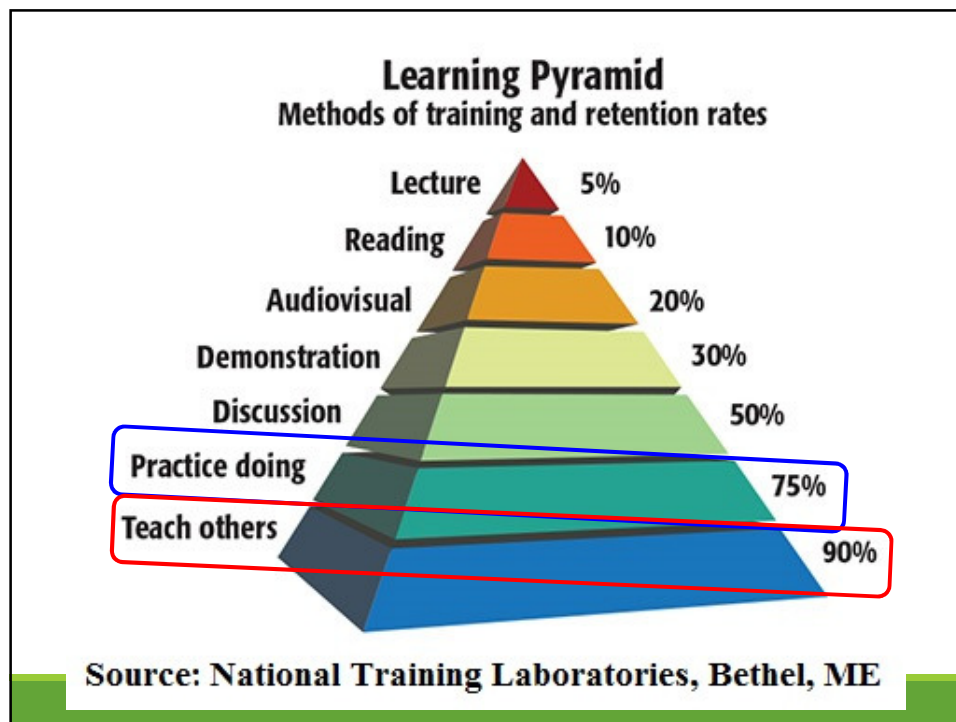 Learning Pyramid
Methods of training and retention rates
Lecture 5%
Reading 10%
Audiovisual 20%
Demonstration 30%
Discussion 50%
Practice doing 75%
Teach others 90%
Source: National Training Laboratories, Bethel, ME